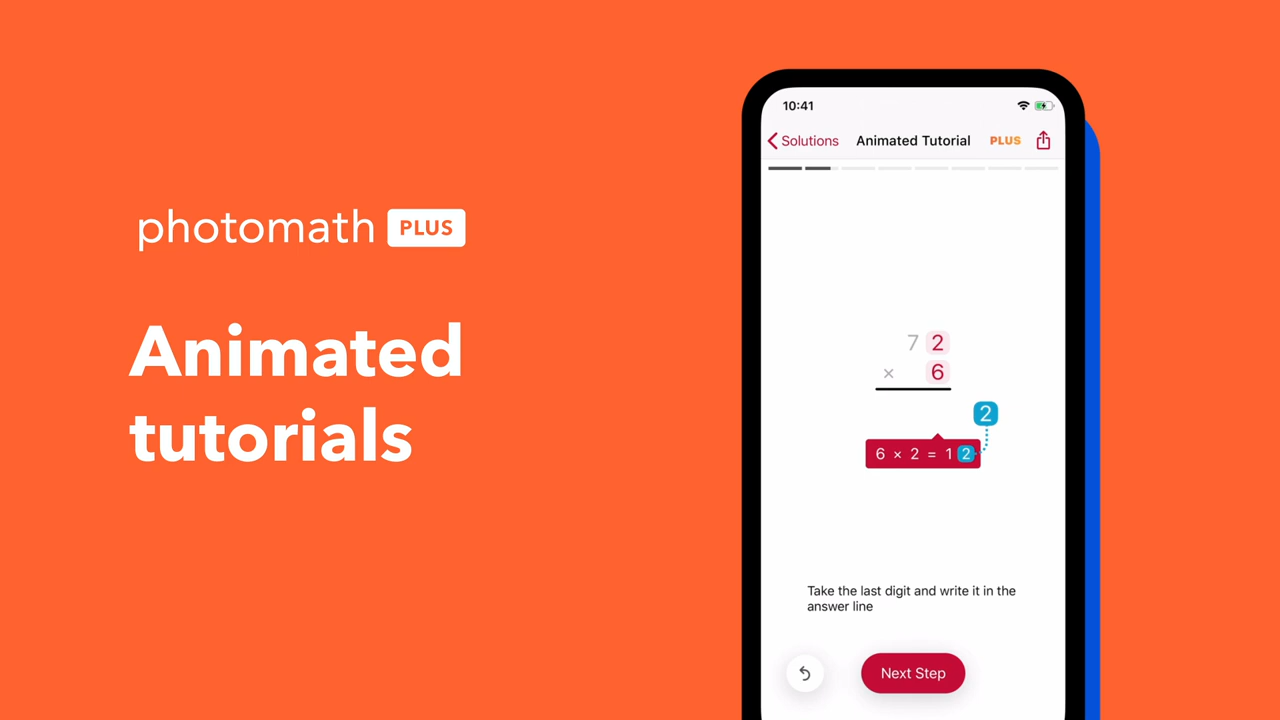 photomath PLUS
Animated
tutorials
10:41
Solutions Animated Tutorial PLUS
7 2
× 6
2
6 × 2 = 1 2
Take the last digit and write it in the
answer line
Next Step